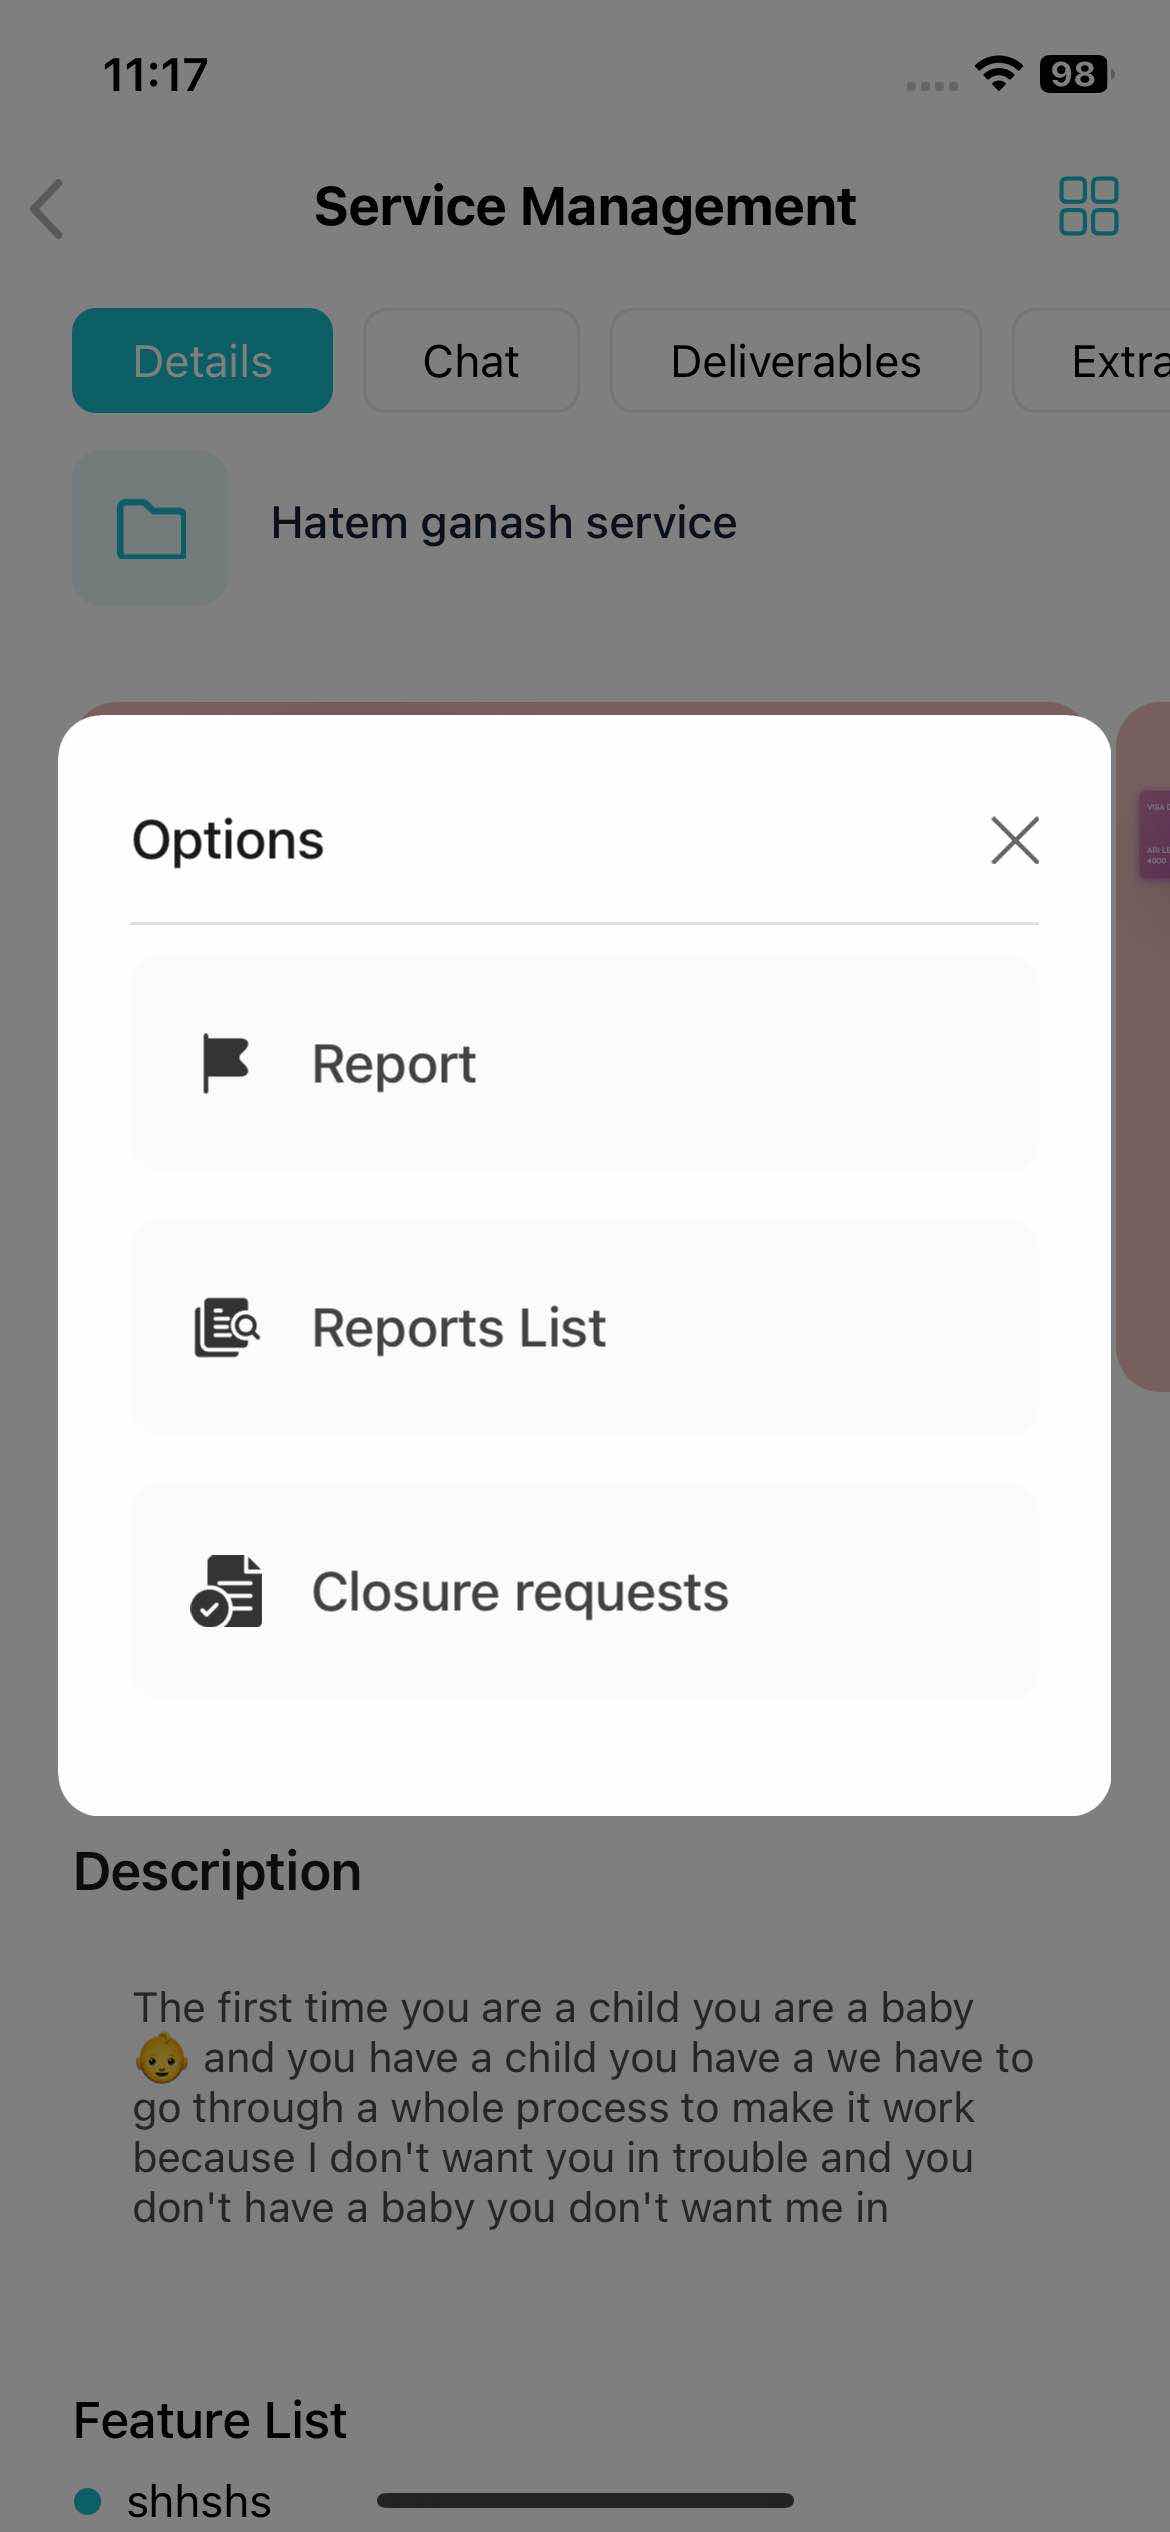 11:17
98
Service Management
Details
Chat
Deliverables
Extra
Hatem ganash service
VISA
4000
Options
Report
Reports List
Closure requests
Description
The first time you are a child you are a baby
👶 and you have a child you have a we have to
go through a whole process to make it work
because I don't want you in trouble and you
don't have a baby you don't want me in
Feature List
shhshs